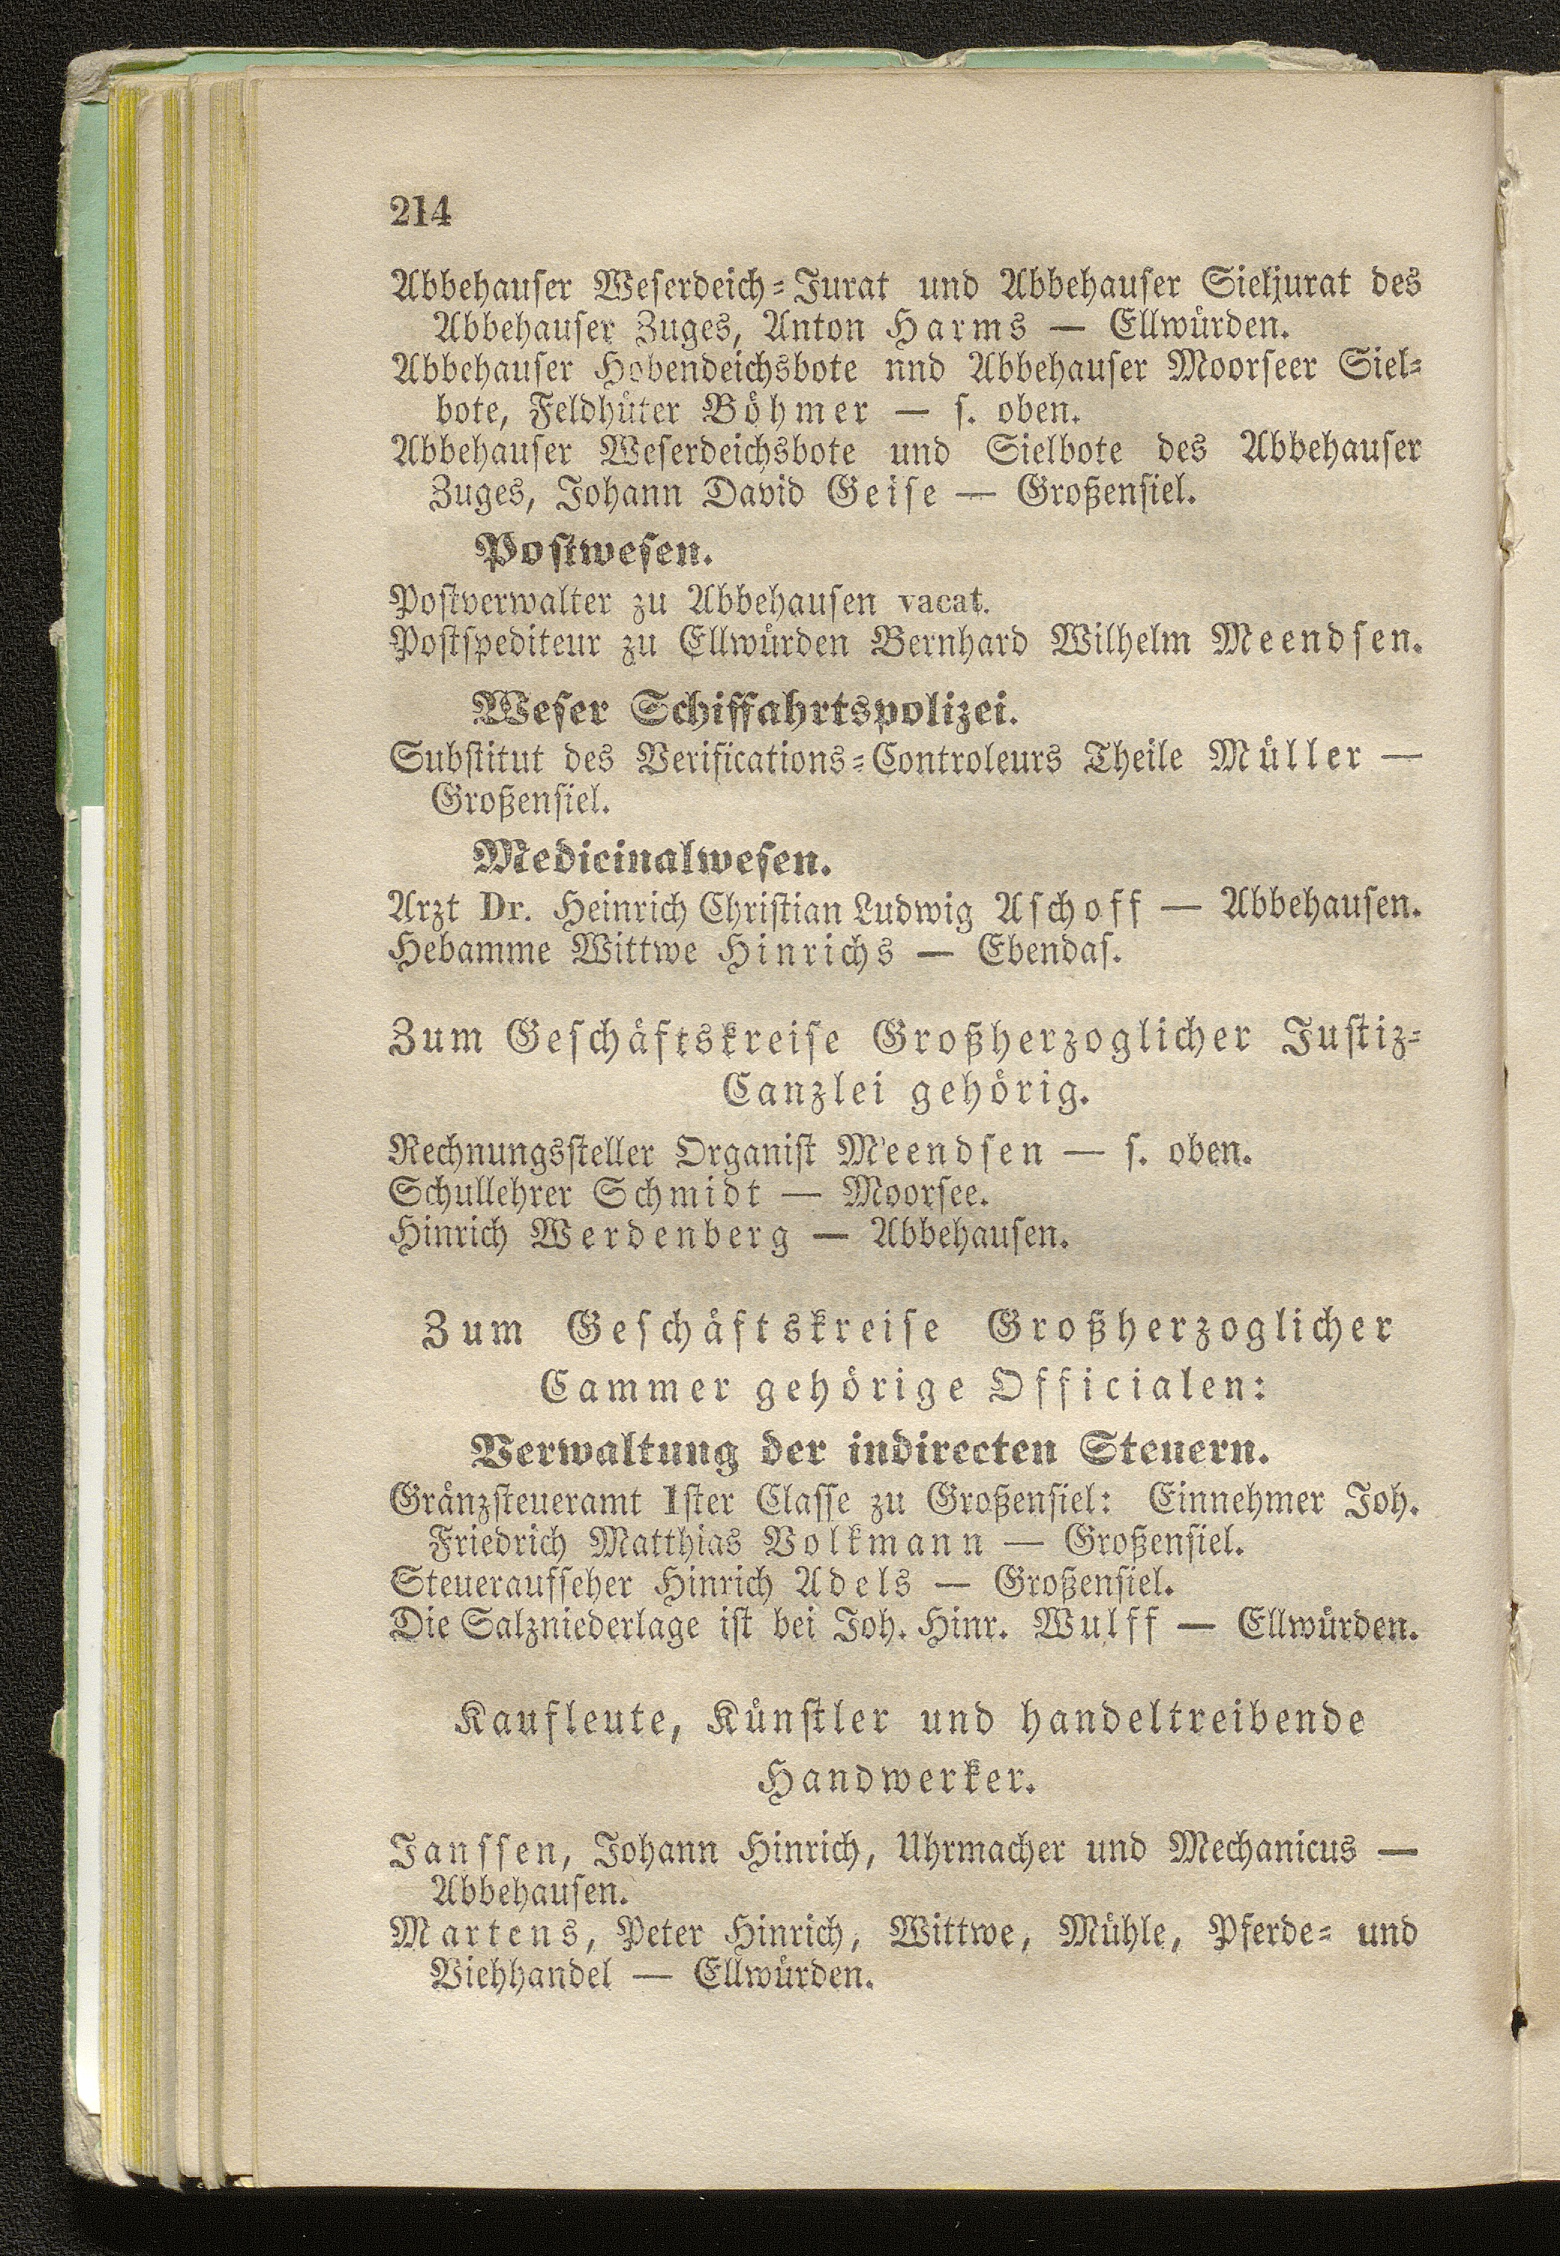 214
Abbehauser Weserdeich-Jurat und Abbehauser Sieljurat des
Abbehauser Zuges, Anton Harms — Ellwürden.
Abbehauser Hobendeichsbote nnd Abbehauser Moorseer Siel-
bote, Feldhüter Böhmer — s. oben.
Abbehauser Weserdeichsbote und Sielbote des Abbehauser
Zuges, Johann David Geise — Großensiel.
Postwesen.
Postverwalter zu Abbehausen vacat.
Postspediteur zu Ellwürden Bernhard Wilhelm Meendsen.
Weser Schiffahrtspolizei.
Substitut des Verifications-Controleurs Theile Müller —
Großensiel.
Medicinalwesen.
Arzt Dr. Heinrich Christian Ludwig Aschoff — Abbehausen.
Hebamme Wittwe Hinrichs — Ebendas.
Zum Geschäftskreise Großherzoglicher Justiz-
Canzlei gehörig.
Rechnungssteller Organist Meendsen — s. oben.
Schullehrer Schmidt — Moorsee.
Hinrich Werdenberg — Abbehausen.
Zum Geschäftskreise Großherzoglicher
Cammer gehörige Officialen:
Verwaltung der indirecten Steuern.
Gränzsteueramt 1ster Classe zu Großensiel: Einnehmer Joh.
Friedrich Matthias Volkmann — Großensiel.
Steueraufseher Hinrich Adels — Großensiel.
Die Salzniederlage ist bei Joh. Hinr. Wulff — Ellwürden.
Kaufleute, Künstler und handeltreibende
Handwerker.
Janssen, Johann Hinrich, Uhrmacher und Mechanicus —
Abbehausen.
Martens, Peter Hinrich, Wittwe, Mühle, Pferde- und
Viehhandel — Ellwürden.